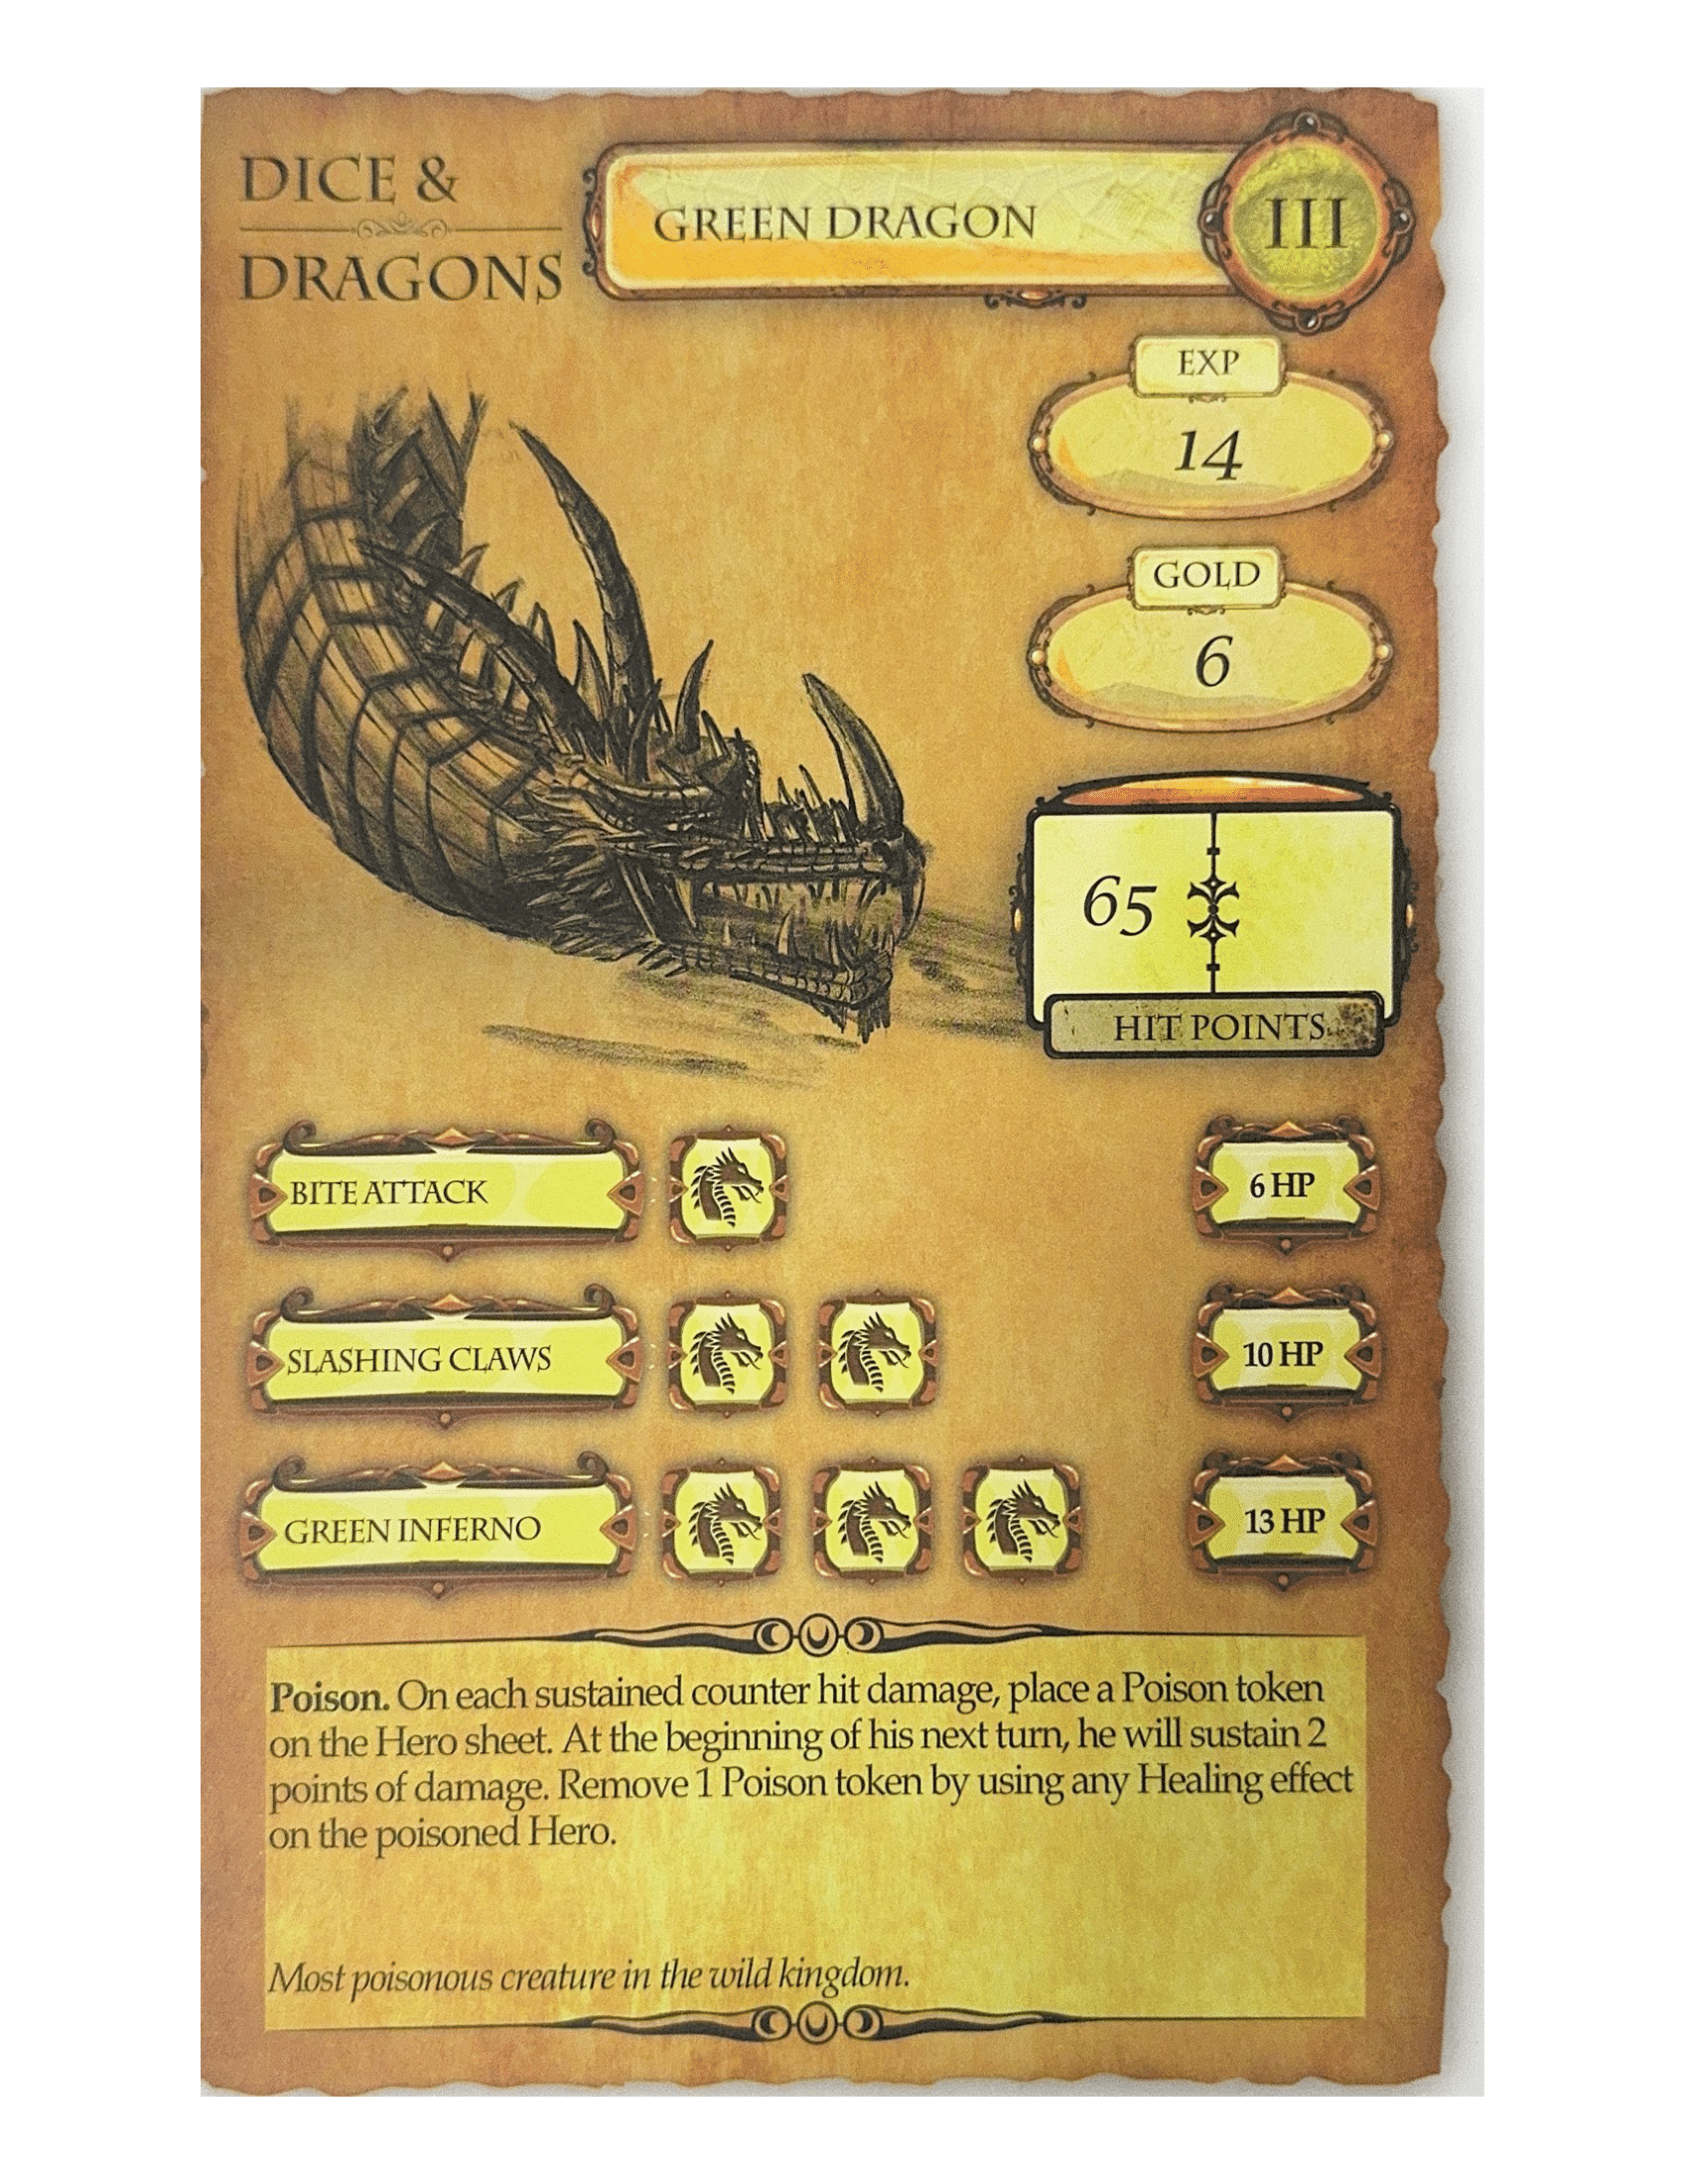 DICE &
DRAGONS
GREEN DRAGON
III
EXP
14
GOLD
6
65
HIT POINTS
BITE ATTACK
6 HP
SLASHING CLAWS
10 HP
GREEN INFERNO
13 HP
Poison. On each sustained counter hit damage, place a Poison token
on the Hero sheet. At the beginning of his next turn, he will sustain 2
points of damage. Remove 1 Poison token by using any Healing effect
on the poisoned Hero.
Most poisonous creature in the wild kingdom.